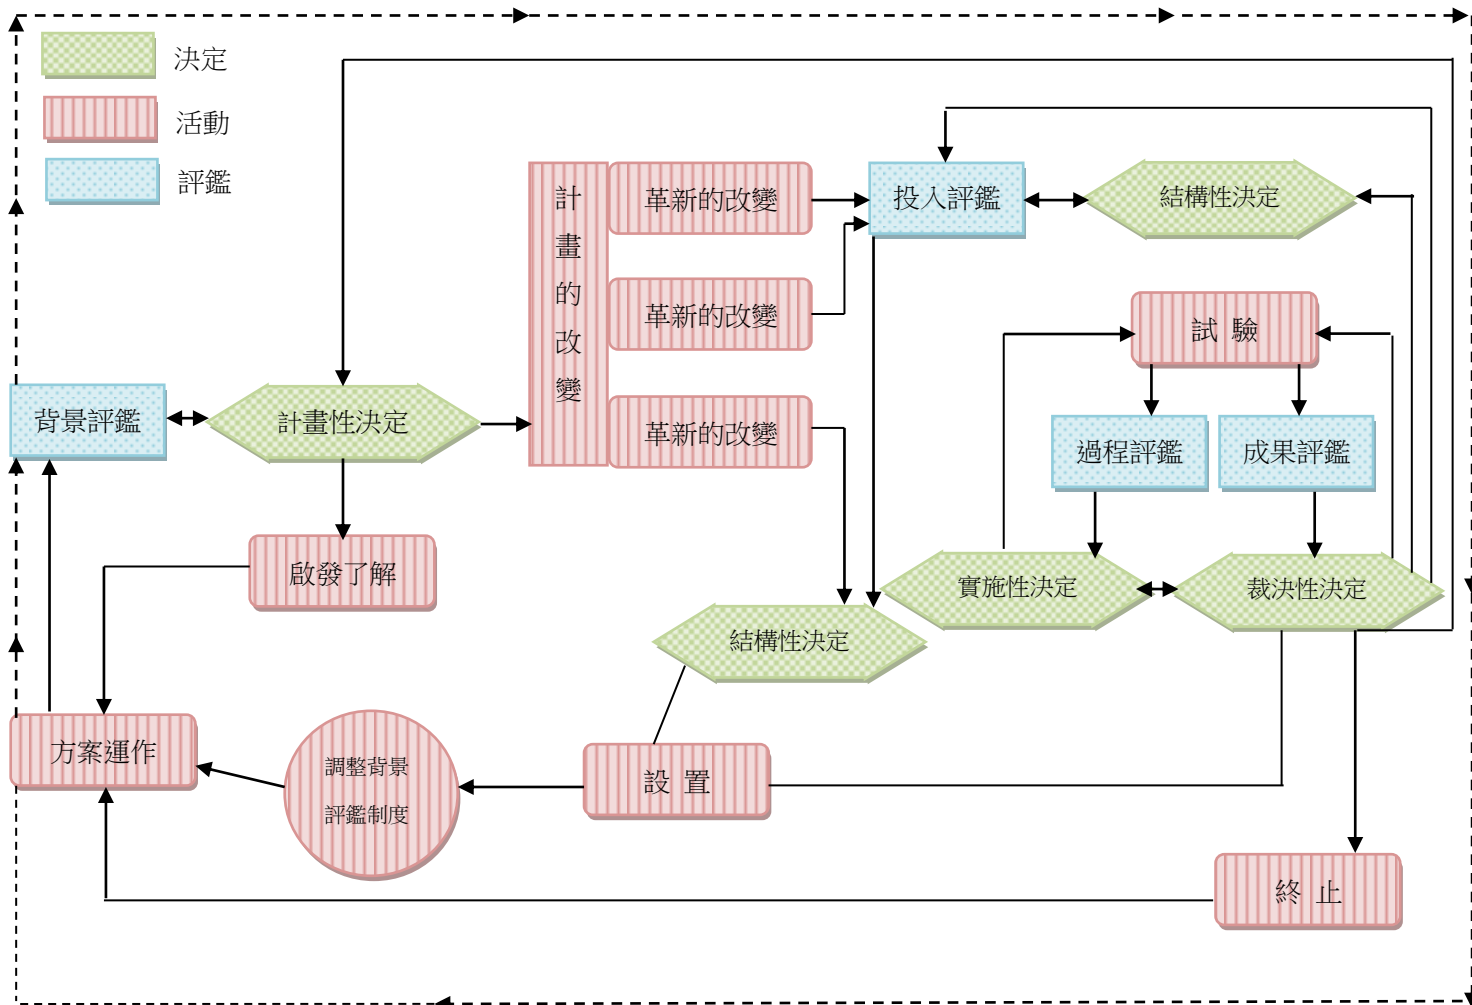 決定
活動
評鑑
計
畫
的
改
變
革新的改變
投入評鑑
結構性決定
革新的改變
試 驗
背景評鑑
計畫性決定
革新的改變
過程評鑑
成果評鑑
啟發了解
實施性決定
裁決性決定
結構性決定
方案運作
調整背景
評鑑制度
設 置
終 止